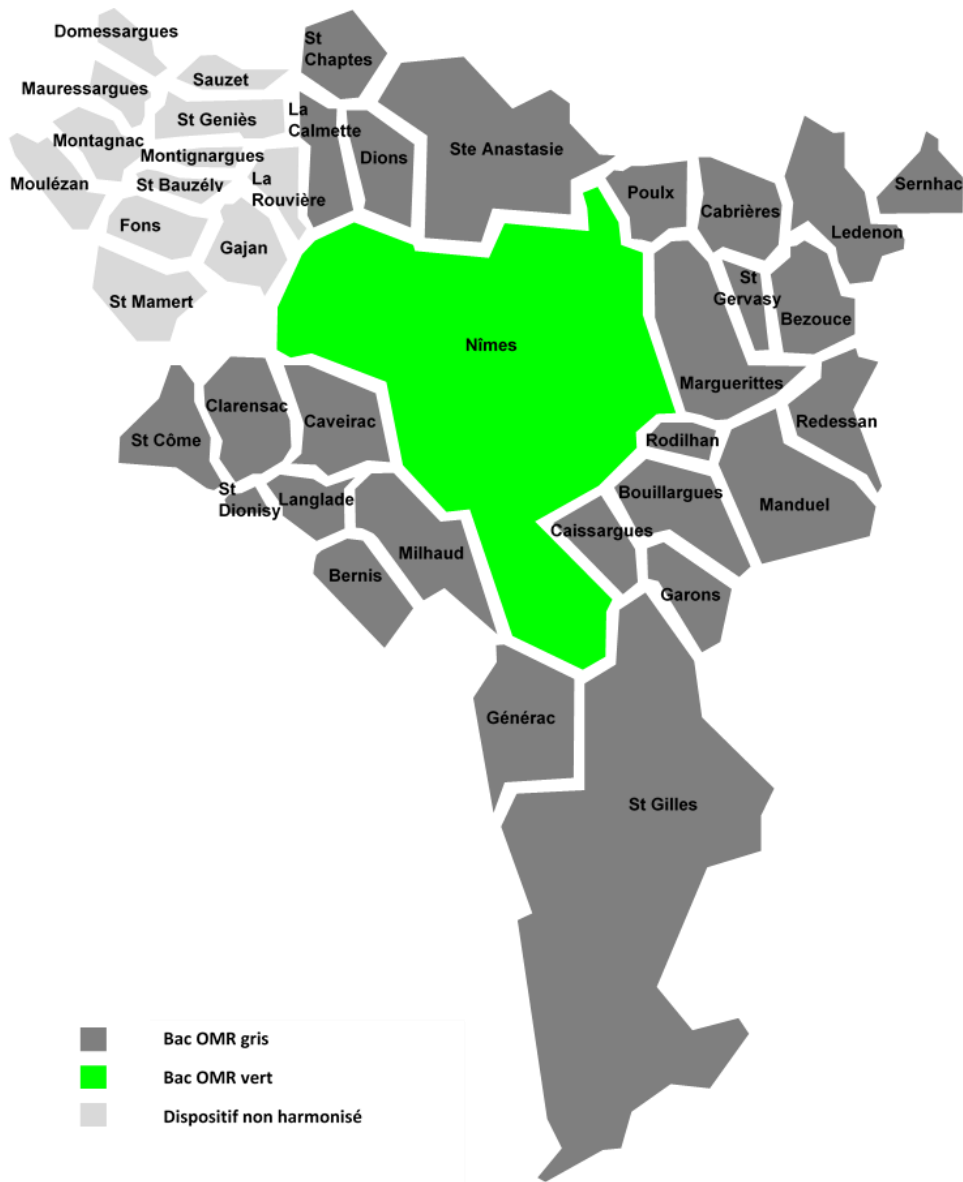 Domessargues
St
Chaptes
Sauzet
Mauressargues
La
Calmette
St Geniès
Montagnac
Ste Anastasie
Montignargues
Dions
La
Rouvière
Moulézan
St Bauzély
Sernhac
Poulx
Cabrières
Fons
Ledenon
Gajan
St
Gervasy
St Mamert
Bezouce
Nîmes
Marguerittes
Clarensac
Caveirac
Redessan
St Côme
Rodilhan
St
Dionisy
Langlade
Bouillargues
Manduel
Caissargues
Milhaud
Bernis
Garons
Générac
St Gilles
Bac OMR gris
Bac OMR vert
Dispositif non harmonisé